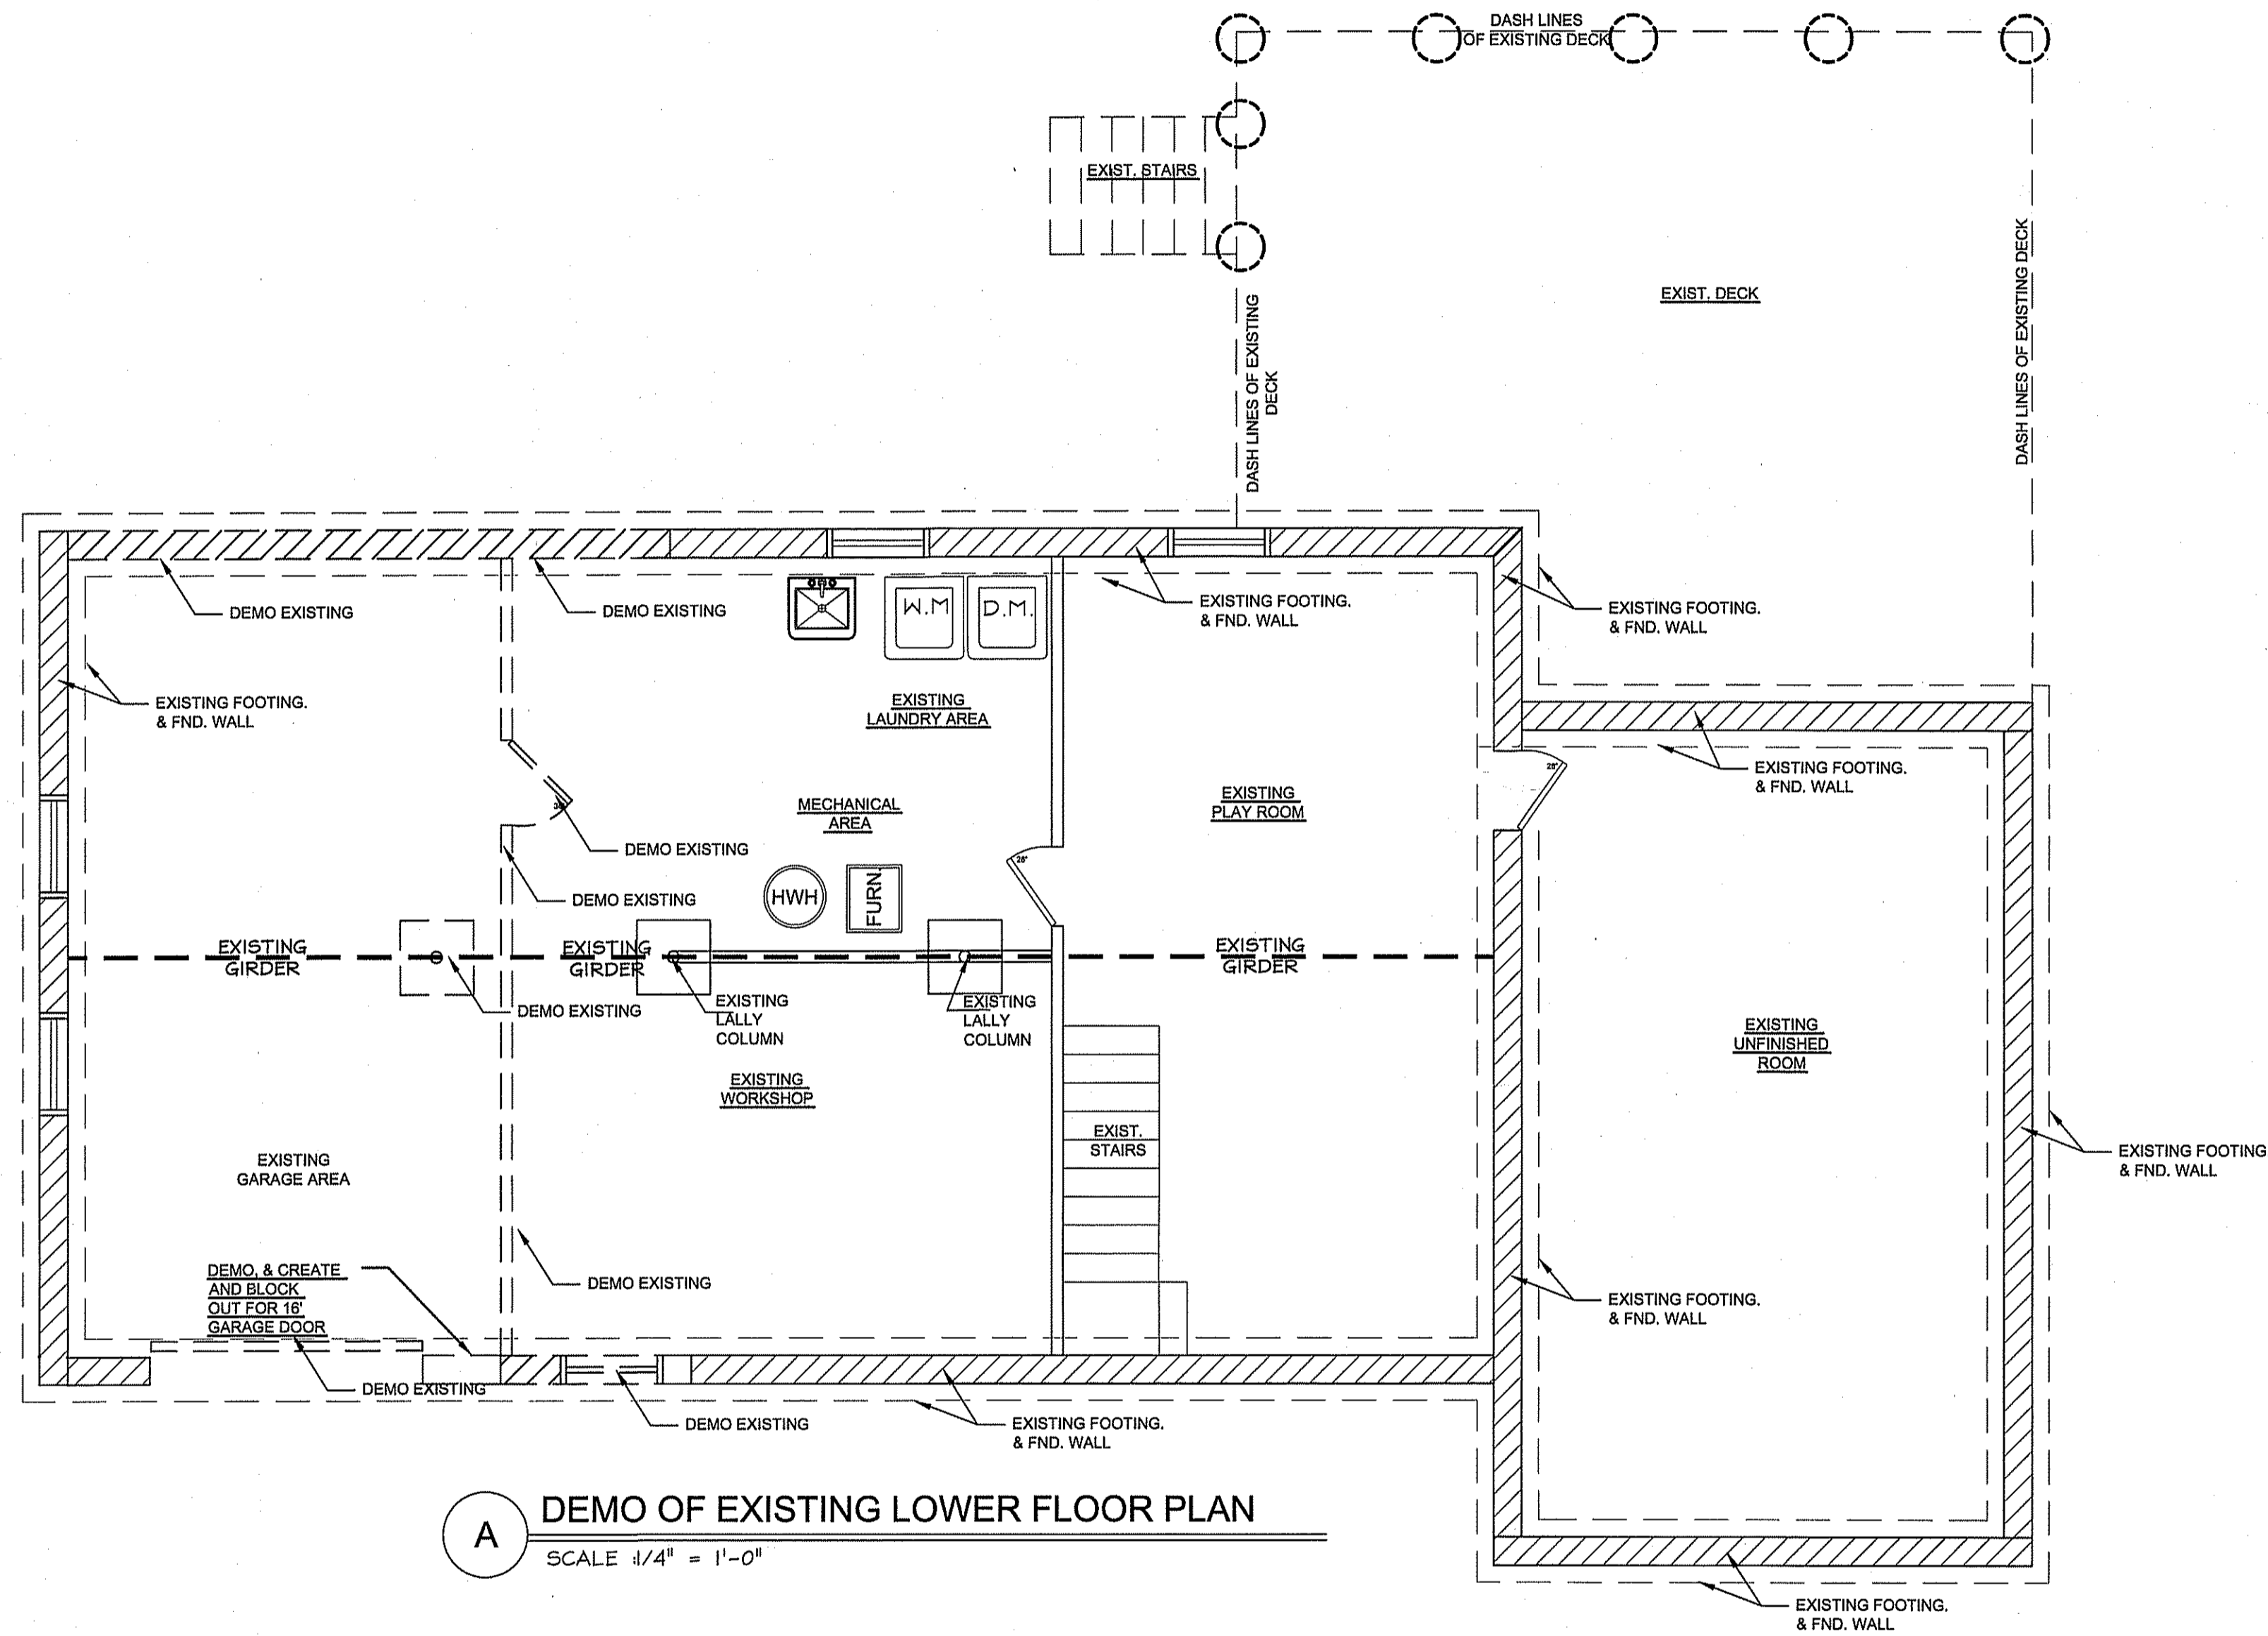 DASH LINES
OF EXISTING DECK
EXIST. STAIRS
EXIST. DECK
DASH LINES OF EXISTING
DECK
DASH LINES OF EXISTING DECK
DEMO EXISTING
DEMO EXISTING
W.M
D.M.
EXISTING FOOTING.
& FND. WALL
EXISTING FOOTING.
& FND. WALL
EXISTING FOOTING.
& FND. WALL
EXISTING
LAUNDRY AREA
EXISTING FOOTING.
& FND. WALL
28"
MECHANICAL
AREA
EXISTING
PLAY ROOM
DEMO EXISTING
28"
DEMO EXISTING
HWH
FURN.
EXISTING
GIRDER
EXISTING
GIRDER
EXISTING
GIRDER
DEMO EXISTING
EXISTING
LALLY
COLUMN
EXISTING
LALLY
COLUMN
EXISTING
UNFINISHED
ROOM
EXISTING
WORKSHOP
EXIST.
STAIRS
EXISTING
GARAGE AREA
EXISTING FOOTING
& FND. WALL
DEMO, & CREATE
AND BLOCK
OUT FOR 16'
GARAGE DOOR
DEMO EXISTING
EXISTING FOOTING.
& FND. WALL
DEMO EXISTING
DEMO EXISTING
EXISTING FOOTING.
& FND. WALL
A
DEMO OF EXISTING LOWER FLOOR PLAN
SCALE :1/4" = 1'-0"
EXISTING FOOTING.
& FND. WALL